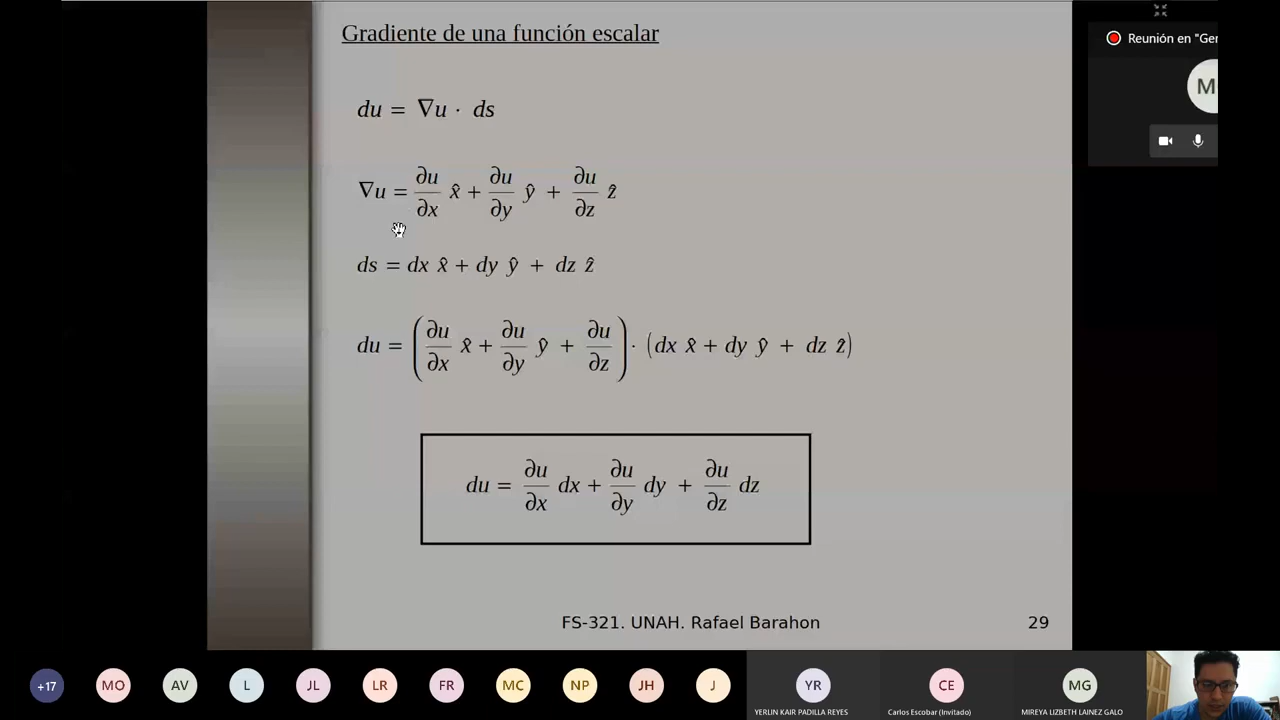 Gradiente de una función escalar
Reunión en "Ger
M
du = ∇u · ds
∇u = ∂u/∂x x̂ + ∂u/∂y ŷ + ∂u/∂z ẑ
ds = dx x̂ + dy ŷ + dz ẑ
du = (∂u/∂x x̂ + ∂u/∂y ŷ + ∂u/∂z) · (dx x̂ + dy ŷ + dz ẑ)
du = ∂u/∂x dx + ∂u/∂y dy + ∂u/∂z dz
FS-321. UNAH. Rafael Barahon
29
+17 MO AV L JL LR FR MC NP JH J YR CE MG
YERLIN KAIR PADILLA REYES Carlos Escobar (Invitado) MIREYA LIZBETH LAINEZ GALO